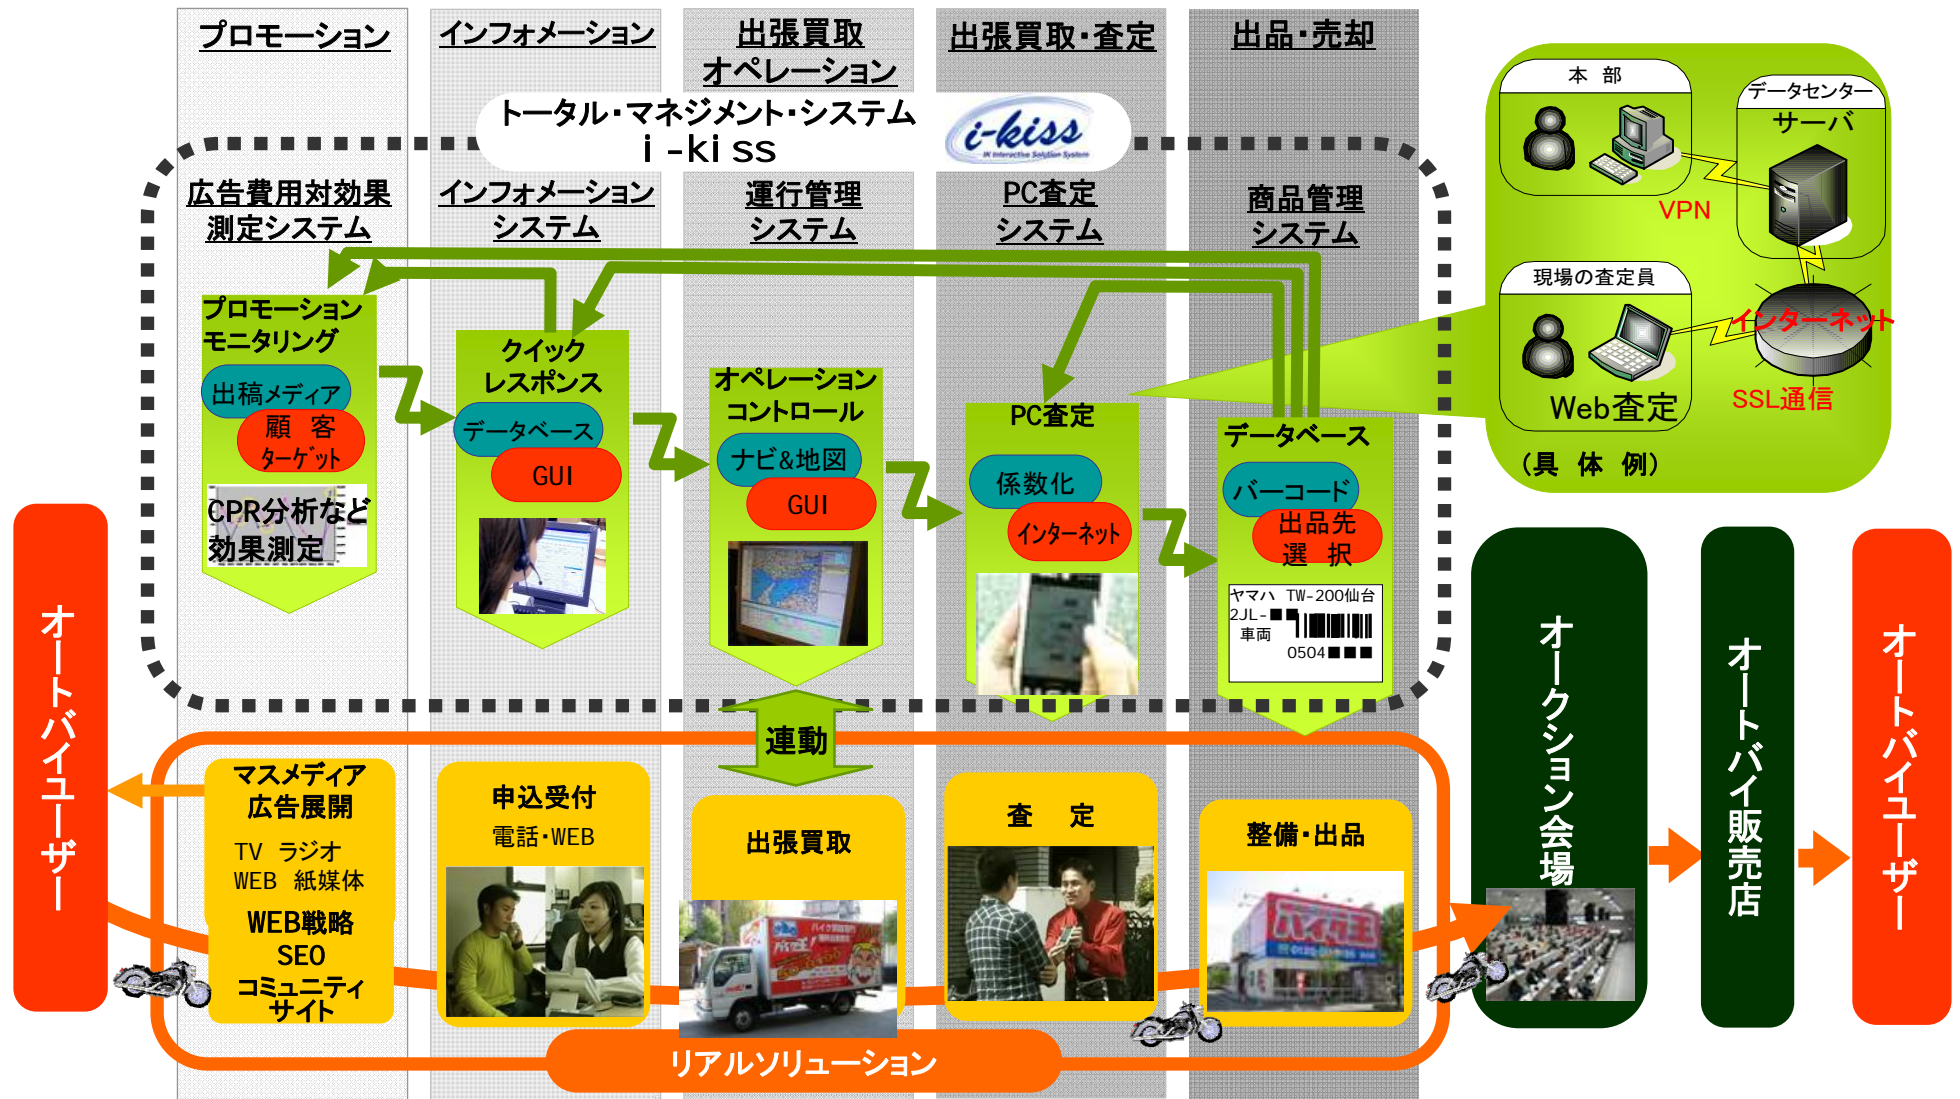 プロモーション
インフォメーション
出張買取
オペレーション
出張買取・査定
出品・売却
トータル・マネジメント・システム
i-kiss
i-kiss
IK Interactive Solution System
広告費用対効果
測定システム
インフォメーション
システム
運行管理
システム
PC査定
システム
商品管理
システム
プロモーション
モニタリング
出稿メディア
顧 客
ターゲット
CPR分析など
効果測定
クイック
レスポンス
データベース
GUI
オペレーション
コントロール
ナビ&地図
GUI
PC査定
係数化
インターネット
データベース
バーコード
出品先
選 択
ヤマハ TW-200仙台
2JL-■■
車両
0504■■■
本 部
データセンター
サーバ
VPN
現場の査定員
インターネット
Web査定
SSL通信
(具 体 例)
連動
オートバイユーザー
マスメディア
広告展開
TV ラジオ
WEB 紙媒体
WEB戦略
SEO
コミュニティ
サイト
申込受付
電話・WEB
出張買取
査 定
整備・出品
バイク王
リアルソリューション
オークション会場
オートバイ販売店
オートバイユーザー